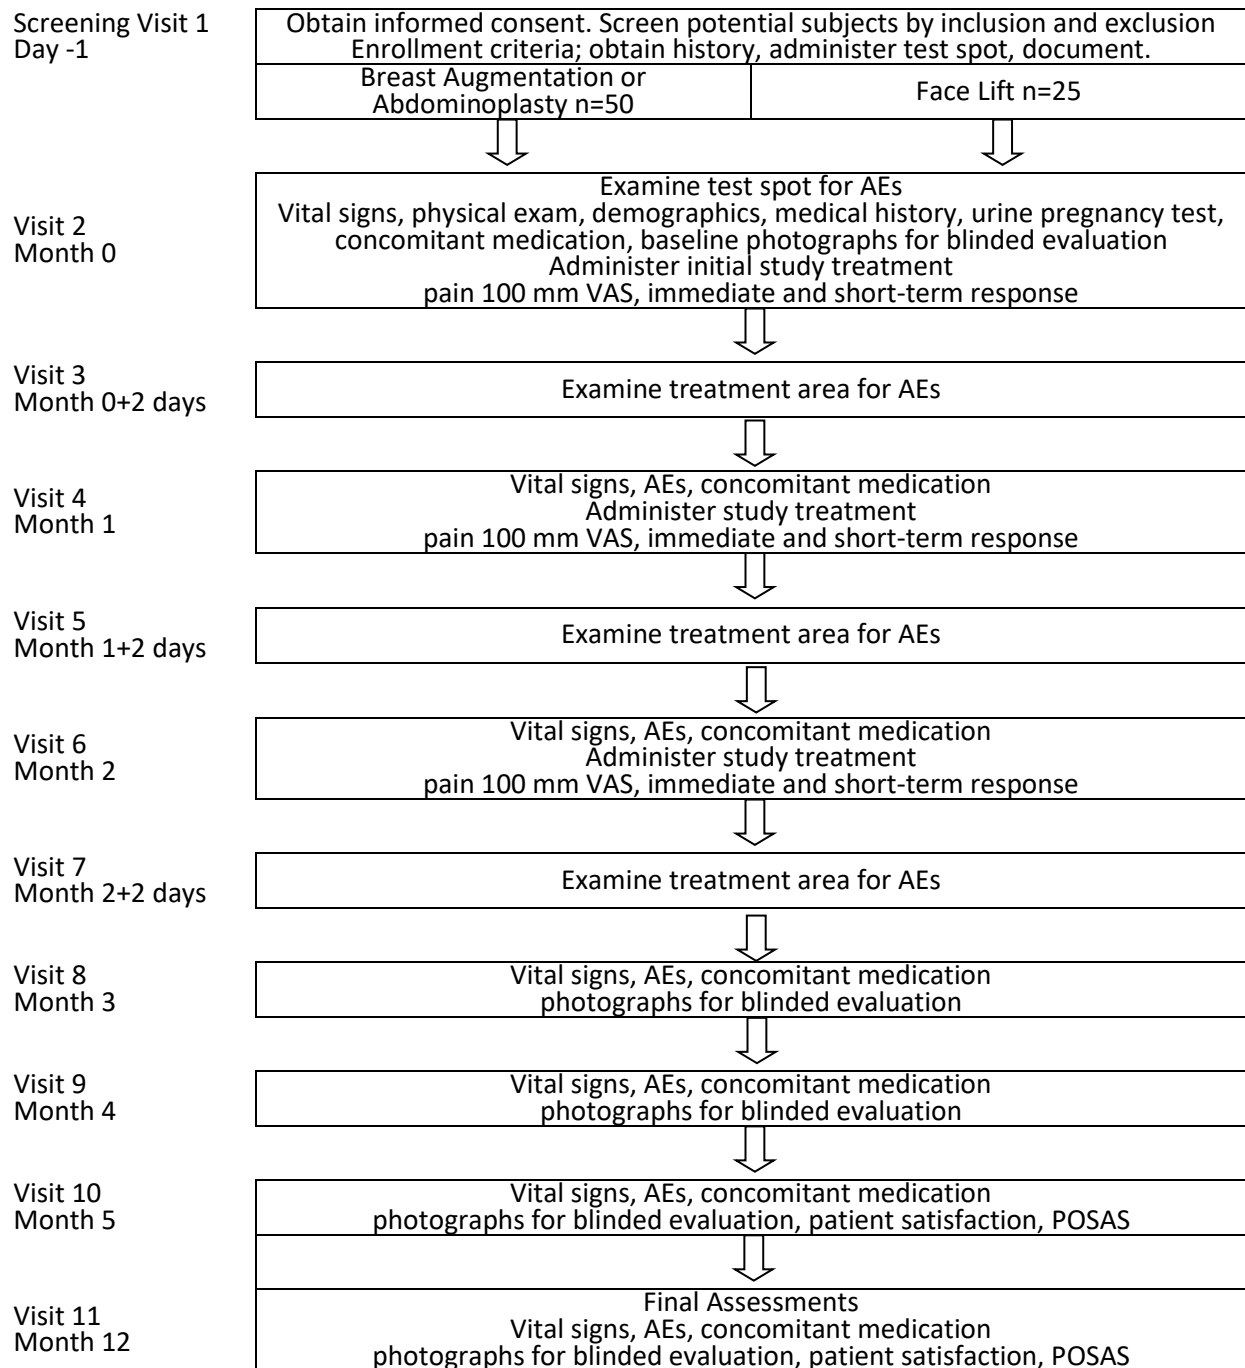 Screening Visit 1
Day -1
Obtain informed consent. Screen potential subjects by inclusion and exclusion
Enrollment criteria; obtain history, administer test spot, document.
Breast Augmentation or
Abdominoplasty n=50
Face Lift n=25
Visit 2
Month 0
Examine test spot for AEs
Vital signs, physical exam, demographics, medical history, urine pregnancy test,
concomitant medication, baseline photographs for blinded evaluation
Administer initial study treatment
pain 100 mm VAS, immediate and short-term response
Visit 3
Month 0+2 days
Examine treatment area for AEs
Visit 4
Month 1
Vital signs, AEs, concomitant medication
Administer study treatment
pain 100 mm VAS, immediate and short-term response
Visit 5
Month 1+2 days
Examine treatment area for AEs
Visit 6
Month 2
Vital signs, AEs, concomitant medication
Administer study treatment
pain 100 mm VAS, immediate and short-term response
Visit 7
Month 2+2 days
Examine treatment area for AEs
Visit 8
Month 3
Vital signs, AEs, concomitant medication
photographs for blinded evaluation
Visit 9
Month 4
Vital signs, AEs, concomitant medication
photographs for blinded evaluation
Visit 10
Month 5
Vital signs, AEs, concomitant medication
photographs for blinded evaluation, patient satisfaction, POSAS
Visit 11
Month 12
Final Assessments
Vital signs, AEs, concomitant medication
photographs for blinded evaluation, patient satisfaction, POSAS